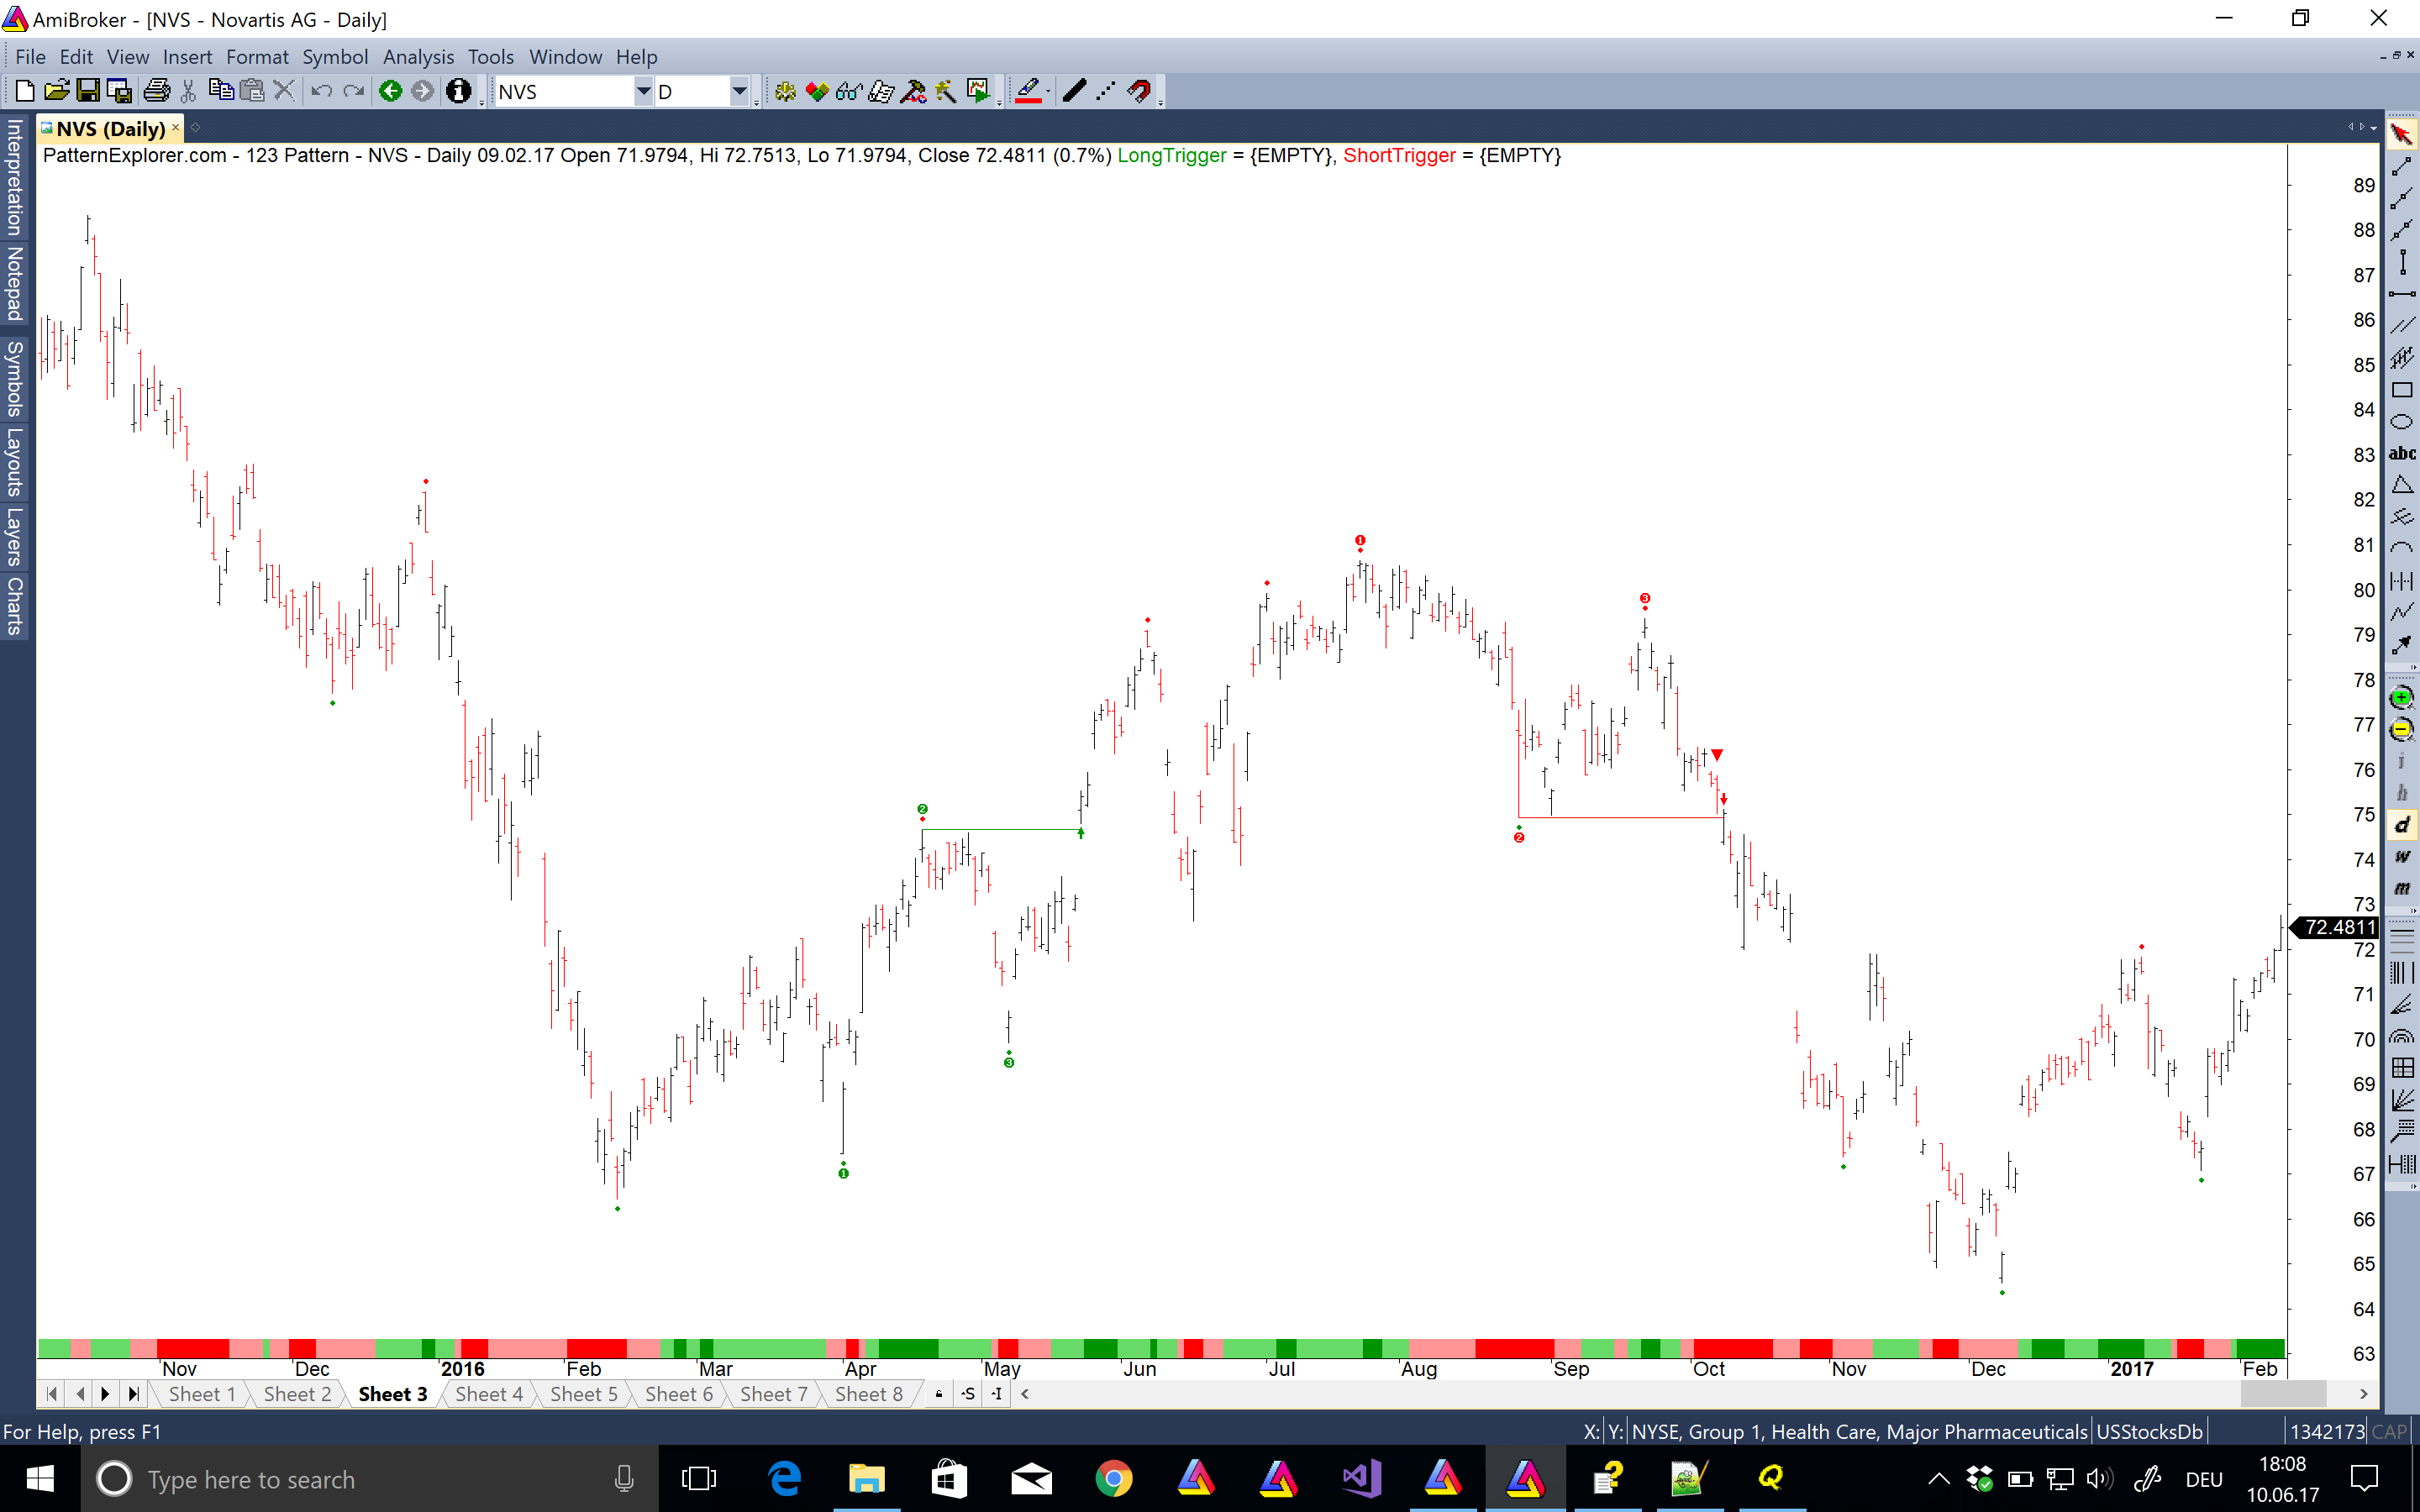 AmiBroker - [NVS - Novartis AG - Daily]
File Edit View Insert Format Symbol Analysis Tools Window Help
NVS D
NVS (Daily)
PatternExplorer.com - 123 Pattern - NVS - Daily 09.02.17 Open 71.9794, Hi 72.7513, Lo 71.9794, Close 72.4811 (0.7%) LongTrigger = {EMPTY}, ShortTrigger = {EMPTY}
Interpretation
Notepad
Symbols
Layouts
Layers
Charts
89
88
87
86
85
84
83
82
81
80
79
78
77
76
75
74
73
72.4811
72
71
70
69
68
67
66
65
64
63
1
2
3
1
2
3
abc
i
h
d
w
m
Nov Dec 2016 Feb Mar Apr May Jun Jul Aug Sep Oct Nov Dec 2017 Feb
Sheet 1 Sheet 2 Sheet 3 Sheet 4 Sheet 5 Sheet 6 Sheet 7 Sheet 8 -S -I
For Help, press F1
X: Y: NYSE, Group 1, Health Care, Major Pharmaceuticals USStocksDb 1342173 CAP
Type here to search
DEU
18:08
10.06.17